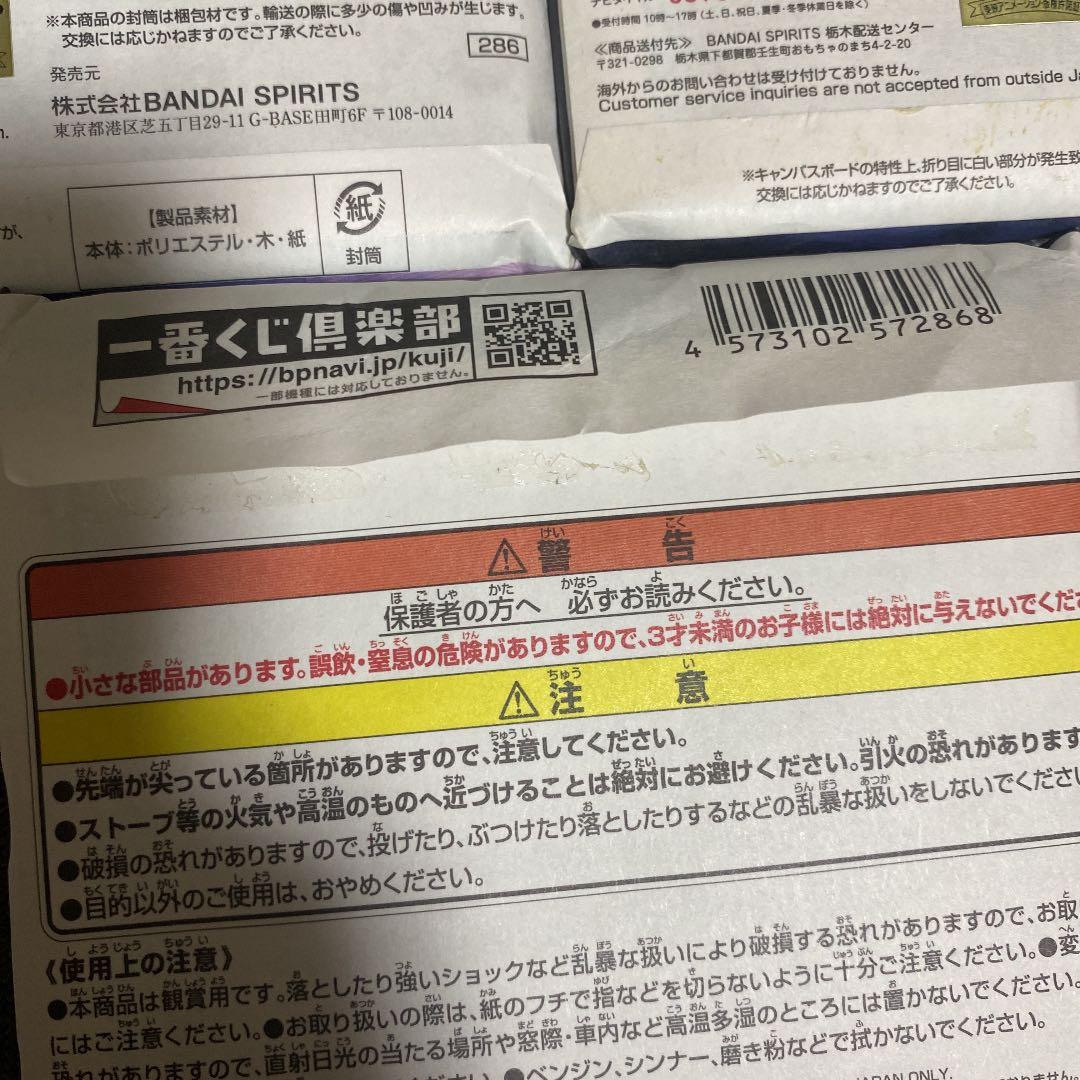 ※本商品の封筒は梱包材です。輸送の際に多少の傷や凹みが生じます。
交換には応じかねますのでご了承ください。
286
発売元
株式会社BANDAI SPIRITS
東京都港区芝五丁目29-11 G-BASE田町6F 〒108-0014
【製品素材】
本体：ポリエステル・木・紙
紙
封筒
●受付時間 10時～17時(土、日、祝日、夏季・冬季休業日を除く)
≪商品送付先≫ BANDAI SPIRITS 栃木配送センター
〒321-0298 栃木県下都賀郡壬生町おもちゃのまち4-2-20
海外からのお問い合わせは受け付けておりません。
Customer service inquiries are not accepted from outside Ja
※キャンバスボードの特性上、折り目に白い部分が発生致
交換には応じかねますのでご了承ください。
一番くじ倶楽部
https://bpnavi.jp/kuji/
一部機種には対応しておりません。
4 573102 572868
⚠警告
保護者の方へ 必ずお読みください。
●小さな部品があります。誤飲・窒息の危険がありますので、3才未満のお子様には絶対に与えないでくださ
⚠注意
●先端が尖っている箇所がありますので、注意してください。
●ストーブ等の火気や高温のものへ近づけることは絶対にお避けください。引火の恐れがあります
●破損の恐れがありますので、投げたり、ぶつけたり落としたりするなどの乱暴な扱いをしないでくださ
●目的以外のご使用は、おやめください。
《使用上の注意》
●本商品は観賞用です。落としたり強いショックなど乱暴な扱いにより破損する恐れがありますので、お取
にはご注意ください。●お取り扱いの際は、紙のフチで指などを切らないように十分ご注意ください。●変
恐れがありますので、直射日光の当たる場所や窓際・車内など高温多湿のところには置かないでください。
ください。●ベンジン、シンナー、磨き粉などで拭かないでください。
JAPAN ONLY.